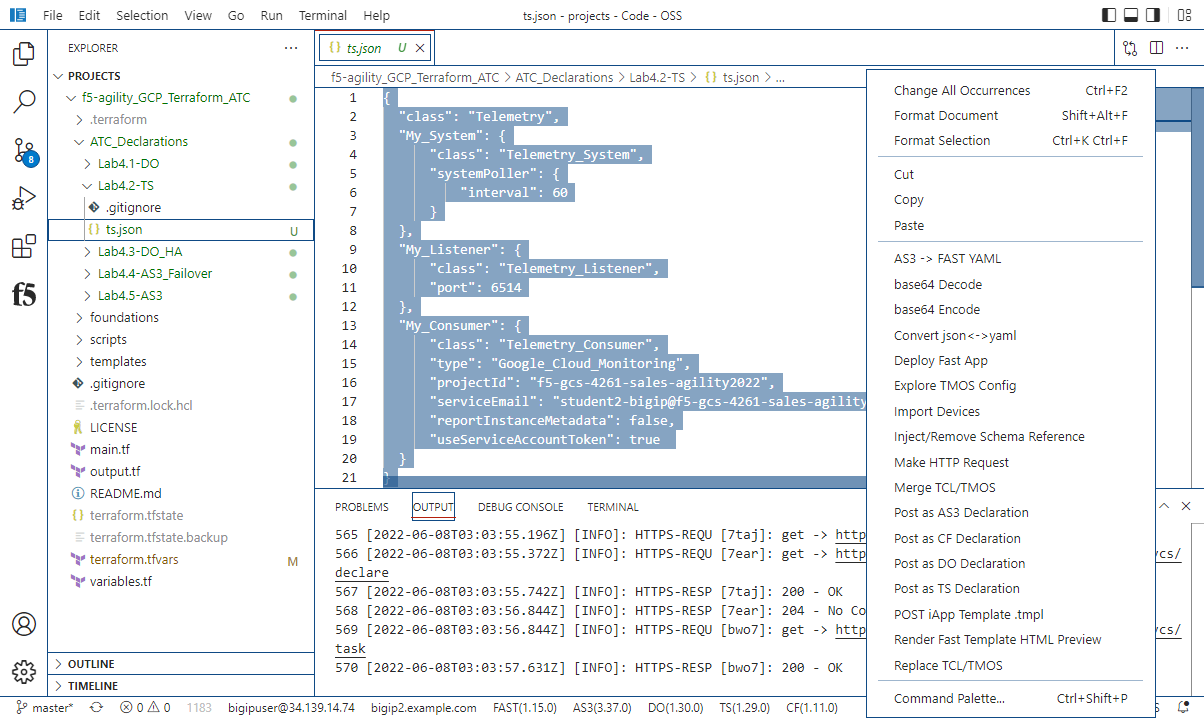 File Edit Selection View Go Run Terminal Help
ts.json - projects - Code - OSS
EXPLORER
PROJECTS
f5-agility_GCP_Terraform_ATC
.terraform
ATC_Declarations
Lab4.1-DO
Lab4.2-TS
.gitignore
ts.json U
Lab4.3-DO_HA
Lab4.4-AS3_Failover
Lab4.5-AS3
foundations
scripts
templates
.gitignore
.terraform.lock.hcl
LICENSE
main.tf
output.tf
README.md
terraform.tfstate
terraform.tfstate.backup
terraform.tfvars M
variables.tf
OUTLINE
TIMELINE
8
f5
{} ts.json U
f5-agility_GCP_Terraform_ATC > ATC_Declarations > Lab4.2-TS > {} ts.json > ...
1 {
2 "class": "Telemetry",
3 "My_System": {
4 "class": "Telemetry_System",
5 "systemPoller": {
6 "interval": 60
7 }
8 },
9 "My_Listener": {
10 "class": "Telemetry_Listener",
11 "port": 6514
12 },
13 "My_Consumer": {
14 "class": "Telemetry_Consumer",
15 "type": "Google_Cloud_Monitoring",
16 "projectId": "f5-gcs-4261-sales-agility2022",
17 "serviceEmail": "student2-bigip@f5-gcs-4261-sales-agility
18 "reportInstanceMetadata": false,
19 "useServiceAccountToken": true
20 }
21 }
PROBLEMS OUTPUT DEBUG CONSOLE TERMINAL
565 [2022-06-08T03:03:55.196Z] [INFO]: HTTPS-REQU [7taj]: get -> http
566 [2022-06-08T03:03:55.372Z] [INFO]: HTTPS-REQU [7ear]: get -> http
vcs/
declare
567 [2022-06-08T03:03:55.742Z] [INFO]: HTTPS-RESP [7taj]: 200 - OK
568 [2022-06-08T03:03:56.844Z] [INFO]: HTTPS-RESP [7ear]: 204 - No Co
569 [2022-06-08T03:03:56.844Z] [INFO]: HTTPS-REQU [bwo7]: get -> http
vcs/
task
570 [2022-06-08T03:03:57.631Z] [INFO]: HTTPS-RESP [bwo7]: 200 - OK
Change All Occurrences Ctrl+F2
Format Document Shift+Alt+F
Format Selection Ctrl+K Ctrl+F
Cut
Copy
Paste
AS3 -> FAST YAML
base64 Decode
base64 Encode
Convert json<->yaml
Deploy Fast App
Explore TMOS Config
Import Devices
Inject/Remove Schema Reference
Make HTTP Request
Merge TCL/TMOS
Post as AS3 Declaration
Post as CF Declaration
Post as DO Declaration
Post as TS Declaration
POST iApp Template .tmpl
Render Fast Template HTML Preview
Replace TCL/TMOS
Command Palette... Ctrl+Shift+P
master* 0 0 1183 bigipuser@34.139.14.74 bigip2.example.com FAST(1.15.0) AS3(3.37.0) DO(1.30.0) TS(1.29.0) CF(1.11.0)